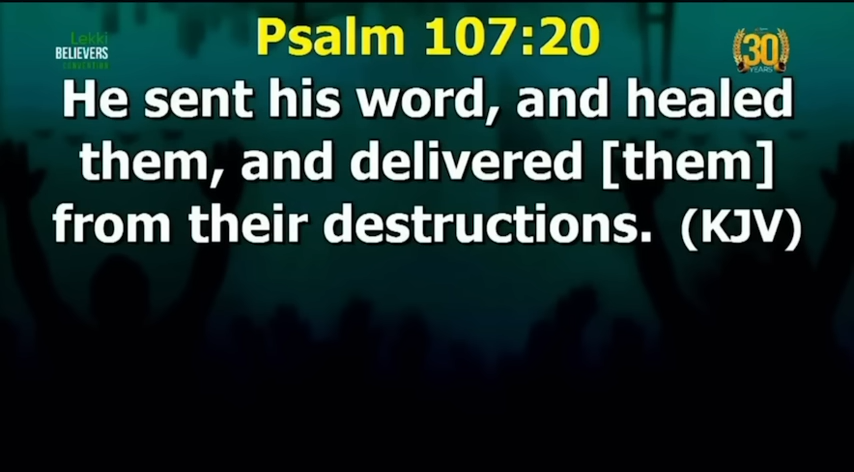 Psalm 107:20
Lekki
BELIEVERS
CONVENTION
30
YEARS
He sent his word, and healed
them, and delivered [them]
from their destructions. (KJV)